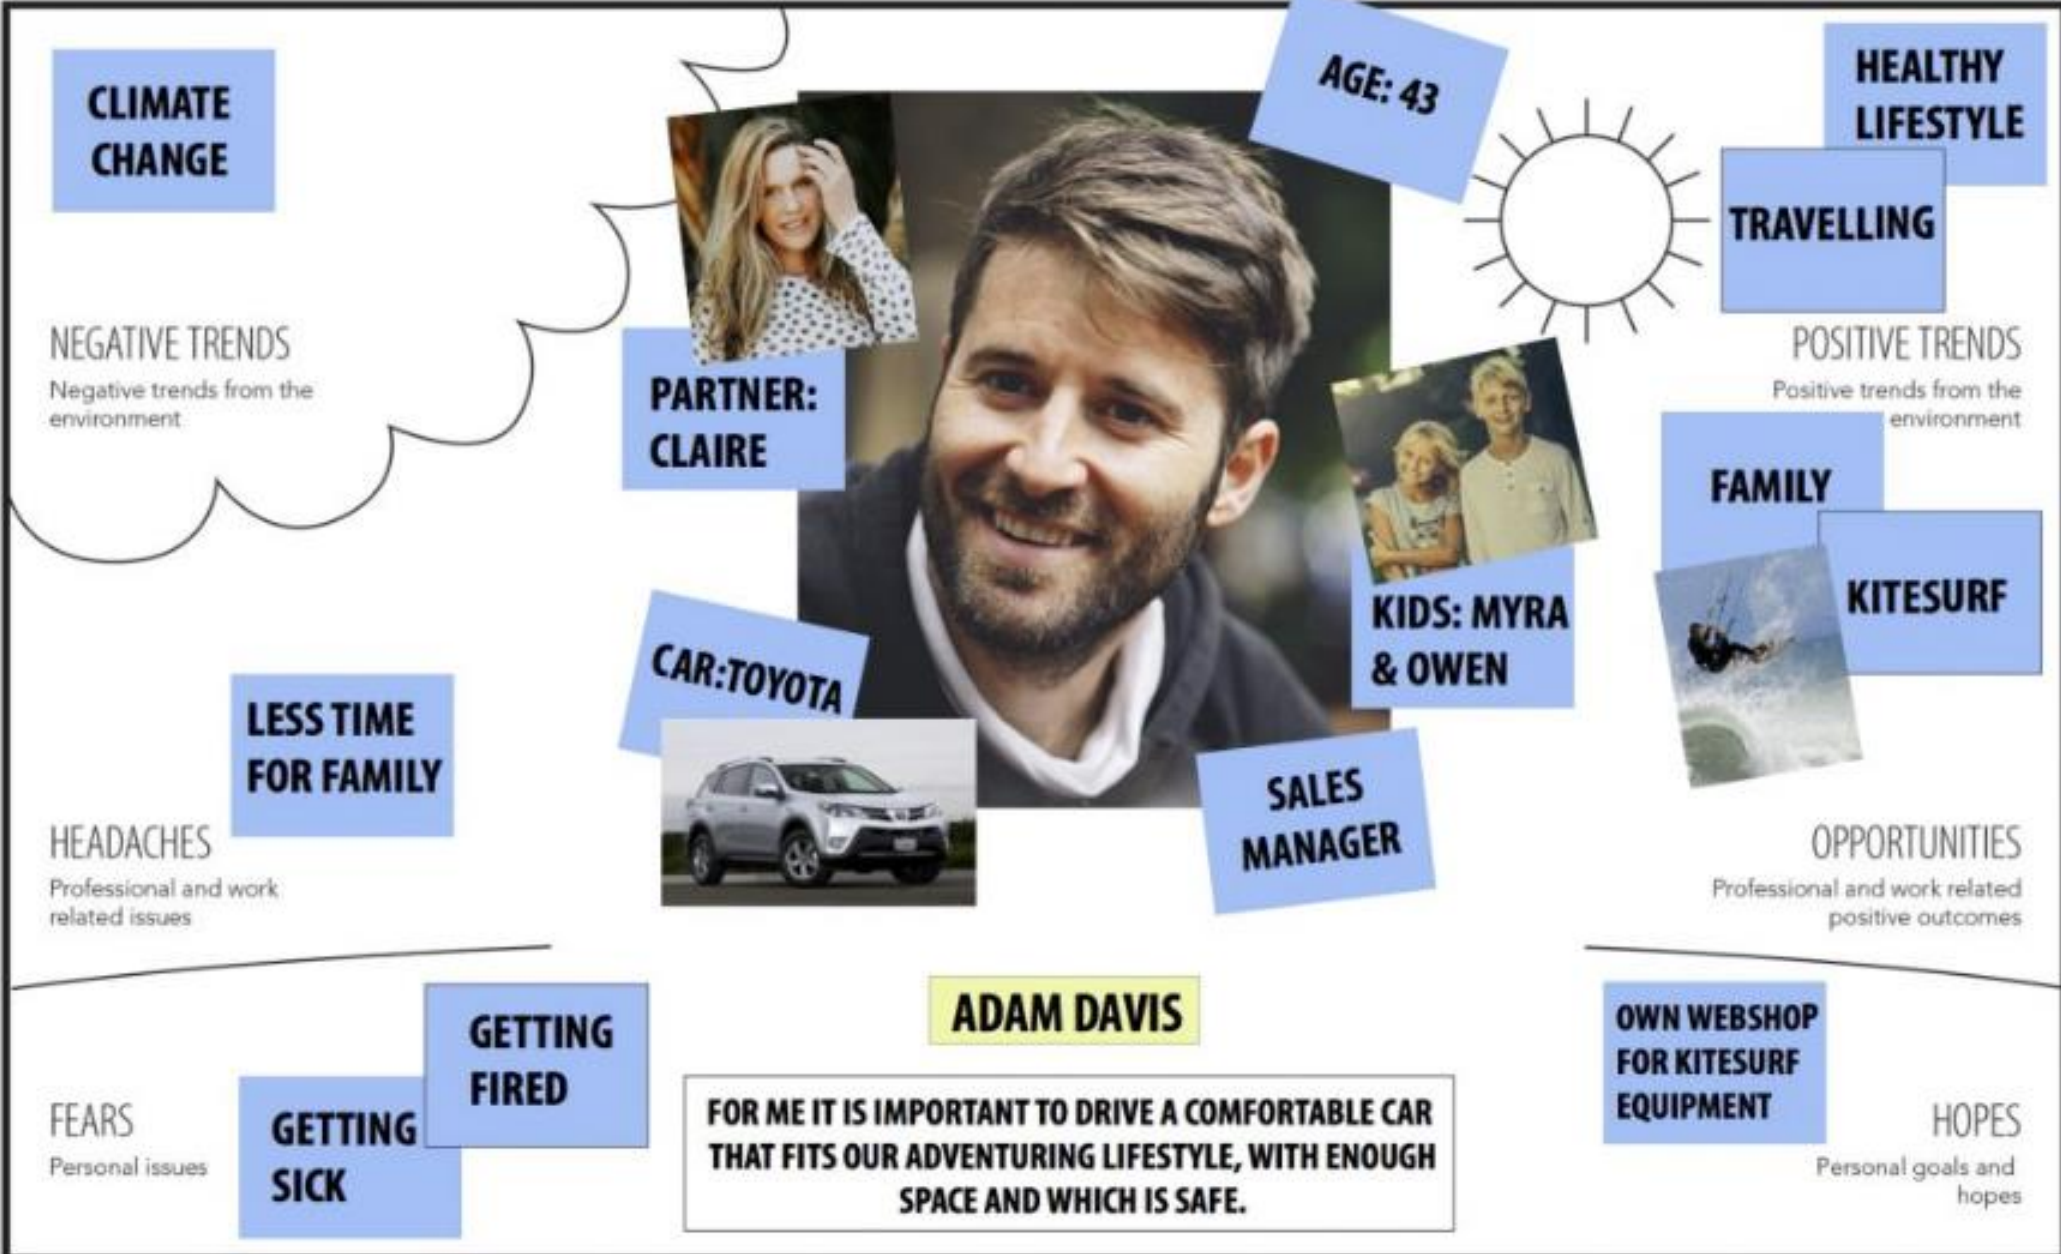 CLIMATE
CHANGE
NEGATIVE TRENDS
Negative trends from the
environment
AGE: 43
HEALTHY
LIFESTYLE
TRAVELLING
POSITIVE TRENDS
Positive trends from the
environment
PARTNER:
CLAIRE
KIDS: MYRA
& OWEN
FAMILY
KITESURF
CAR:TOYOTA
SALES
MANAGER
LESS TIME
FOR FAMILY
HEADACHES
Professional and work
related issues
OPPORTUNITIES
Professional and work related
positive outcomes
GETTING
FIRED
GETTING
SICK
FEARS
Personal issues
ADAM DAVIS
FOR ME IT IS IMPORTANT TO DRIVE A COMFORTABLE CAR
THAT FITS OUR ADVENTURING LIFESTYLE, WITH ENOUGH
SPACE AND WHICH IS SAFE.
OWN WEBSHOP
FOR KITESURF
EQUIPMENT
HOPES
Personal goals and
hopes